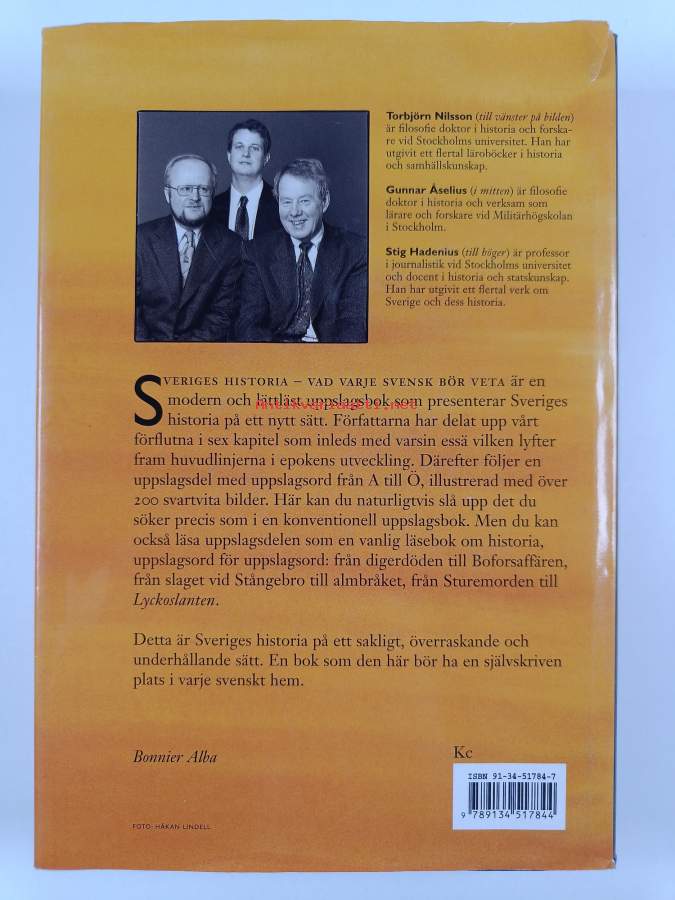 Torbjörn Nilsson (till vänster på bilden)
är filosofie doktor i historia och forska-
re vid Stockholms universitet. Han har
utgivit ett flertal läroböcker i historia
och samhällskunskap.
Gunnar Åselius (i mitten) är filosofie
doktor i historia och verksam som
lärare och forskare vid Militärhögskolan
i Stockholm.
Stig Hadenius (till höger) är professor
i journalistik vid Stockholms universitet
och docent i historia och statskunskap.
Han har utgivit ett flertal verk om
Sverige och dess historia.
SVERIGES HISTORIA – VAD VARJE SVENSK BÖR VETA är en
modern och lättläst uppslagsbok som presenterar Sveriges
Antikvariaatti.net
historia på ett nytt sätt. Författarna har delat upp vårt
förflutna i sex kapitel som inleds med varsin essä vilken lyfter
fram huvudlinjerna i epokens utveckling. Därefter följer en
uppslagsdel med uppslagsord från A till Ö, illustrerad med över
200 svartvita bilder. Här kan du naturligtvis slå upp det du
söker precis som i en konventionell uppslagsbok. Men du kan
också läsa uppslagsdelen som en vanlig läsebok om historia,
uppslagsord för uppslagsord: från digerdöden till Boforsaffären,
från slaget vid Stångebro till almbråket, från Sturemorden till
Lyckoslanten.
Detta är Sveriges historia på ett sakligt, överraskande och
underhållande sätt. En bok som den här bör ha en självskriven
plats i varje svenskt hem.
Bonnier Alba
Kc
ISBN 91-34-51784-7
9 789134 517844
FOTO: HÅKAN LINDELL